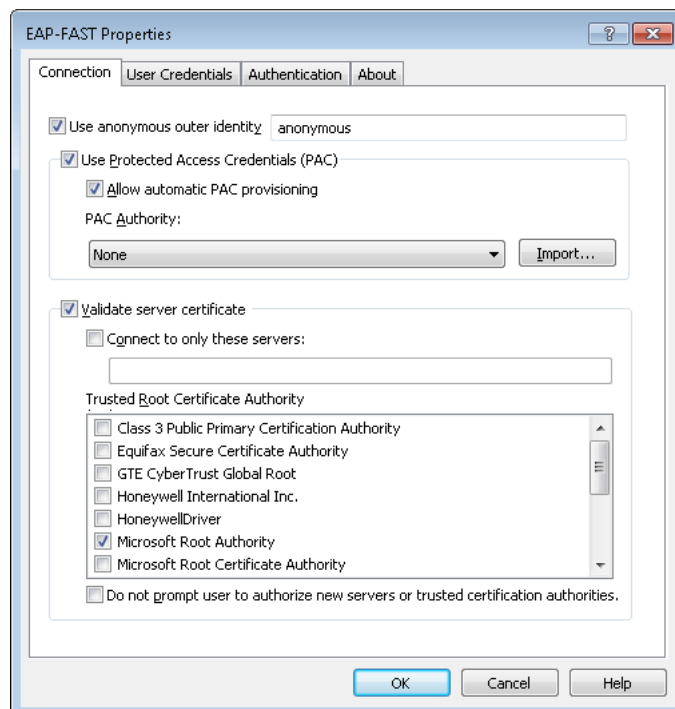 EAP-FAST Properties
Connection User Credentials Authentication About
Use anonymous outer identity anonymous
Use Protected Access Credentials (PAC)
Allow automatic PAC provisioning
PAC Authority:
None Import...
Validate server certificate
Connect to only these servers:
Trusted Root Certificate Authority
Class 3 Public Primary Certification Authority
Equifax Secure Certificate Authority
GTE CyberTrust Global Root
Honeywell International Inc.
HoneywellDriver
Microsoft Root Authority
Microsoft Root Certificate Authority
Do not prompt user to authorize new servers or trusted certification authorities.
OK Cancel Help